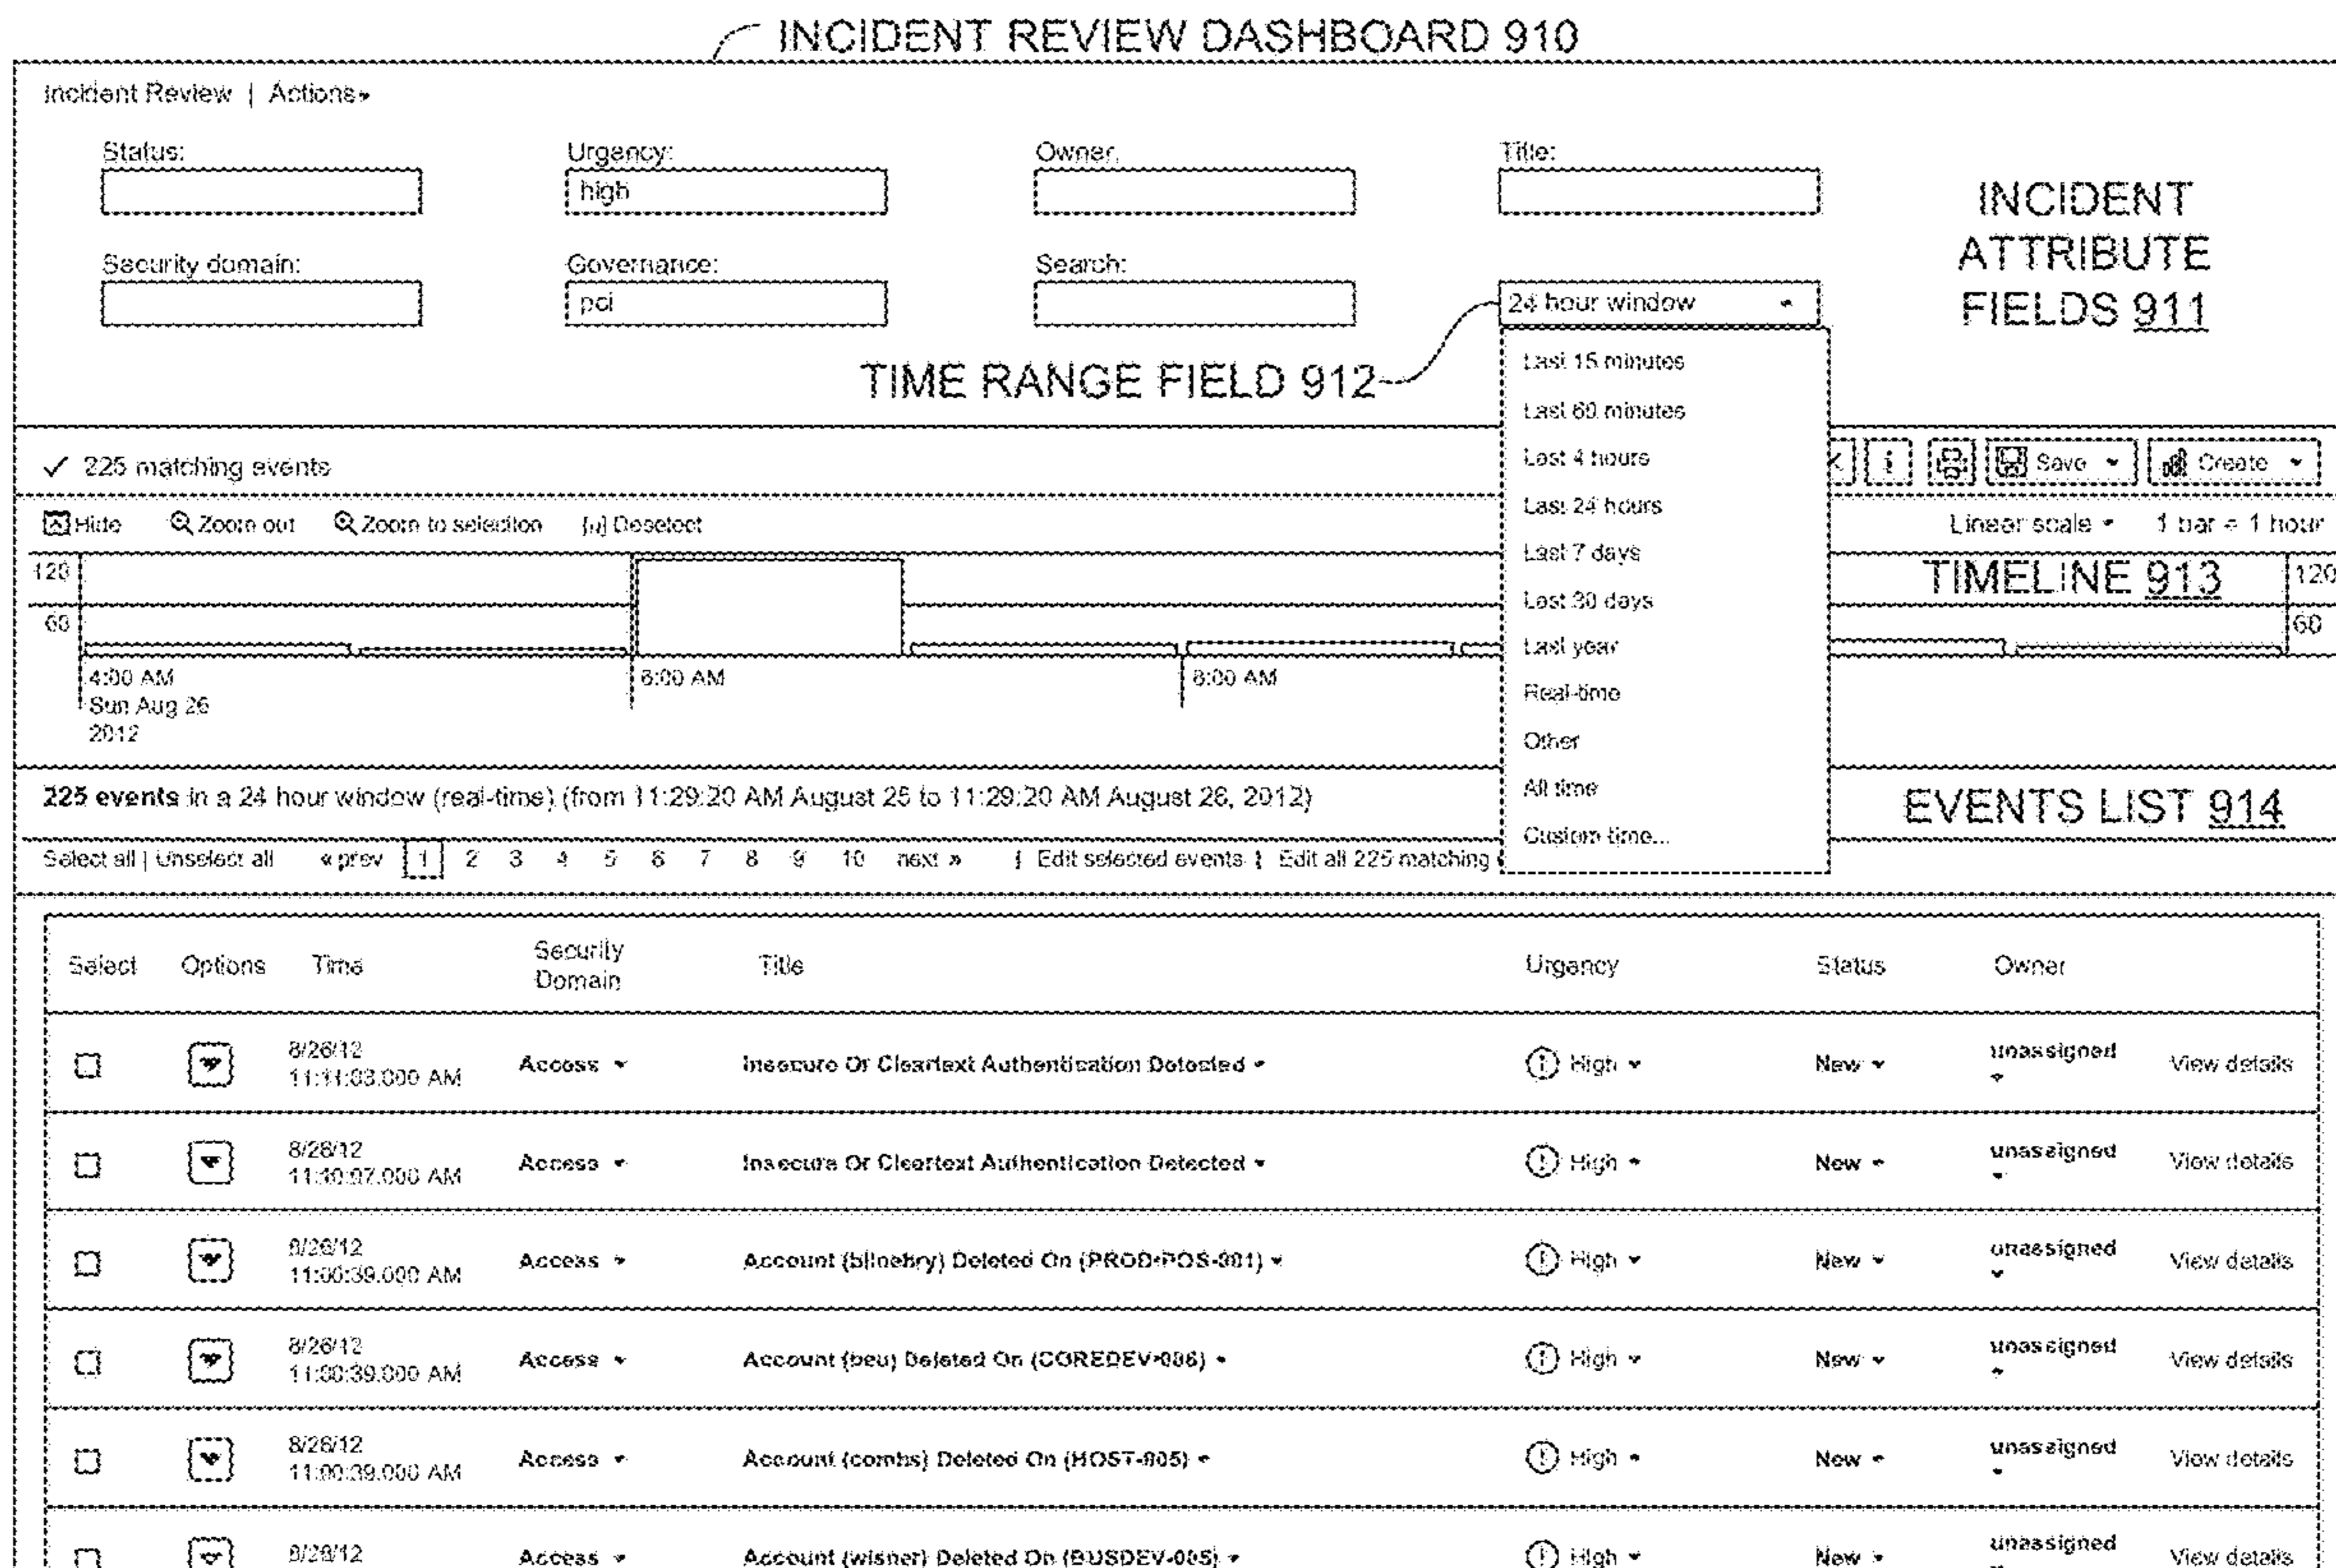 INCIDENT REVIEW DASHBOARD 910
Incident Review | Actions
Status:
Urgency:
Owner:
Title:
high
INCIDENT
ATTRIBUTE
FIELDS 911
Security domain:
Governance:
Search:
pci
24 hour window
TIME RANGE FIELD 912
Last 15 minutes
Last 60 minutes
Last 4 hours
Last 24 hours
Last 7 days
Last 30 days
Last year
Real-time
Other
All time
Custom time...
✓ 225 matching events
i
Save
Create
Hide
Zoom out
Zoom to selection
Deselect
Linear scale
1 bar = 1 hour
TIMELINE 913
120
60
120
60
4:00 AM
Sun Aug 26
2012
6:00 AM
8:00 AM
225 events in a 24 hour window (real-time) (from 11:29:20 AM August 25 to 11:29:20 AM August 26, 2012)
EVENTS LIST 914
Select all | Unselect all « prev 1 2 3 4 5 6 7 8 9 10 next » | Edit selected events | Edit all 225 matching
Select Options Time Security Domain Title Urgency Status Owner
8/26/12 Access Insecure Or Cleartext Authentication Detected High New unassigned View details
8/26/12 Access Insecure Or Cleartext Authentication Detected High New unassigned View details
8/26/12 11:00:39.000 AM Access Account Deleted On (PROD-POS-001) High New unassigned View details
8/26/12 11:00:39.000 AM Access Account (beu) Deleted On (COREDEV-006) High New unassigned View details
8/26/12 11:00:39.000 AM Access Account (combs) Deleted On (HOST-005) High New unassigned View details
8/26/12 Access Account (wisner) Deleted On (BUSDEV-005) High New unassigned View details